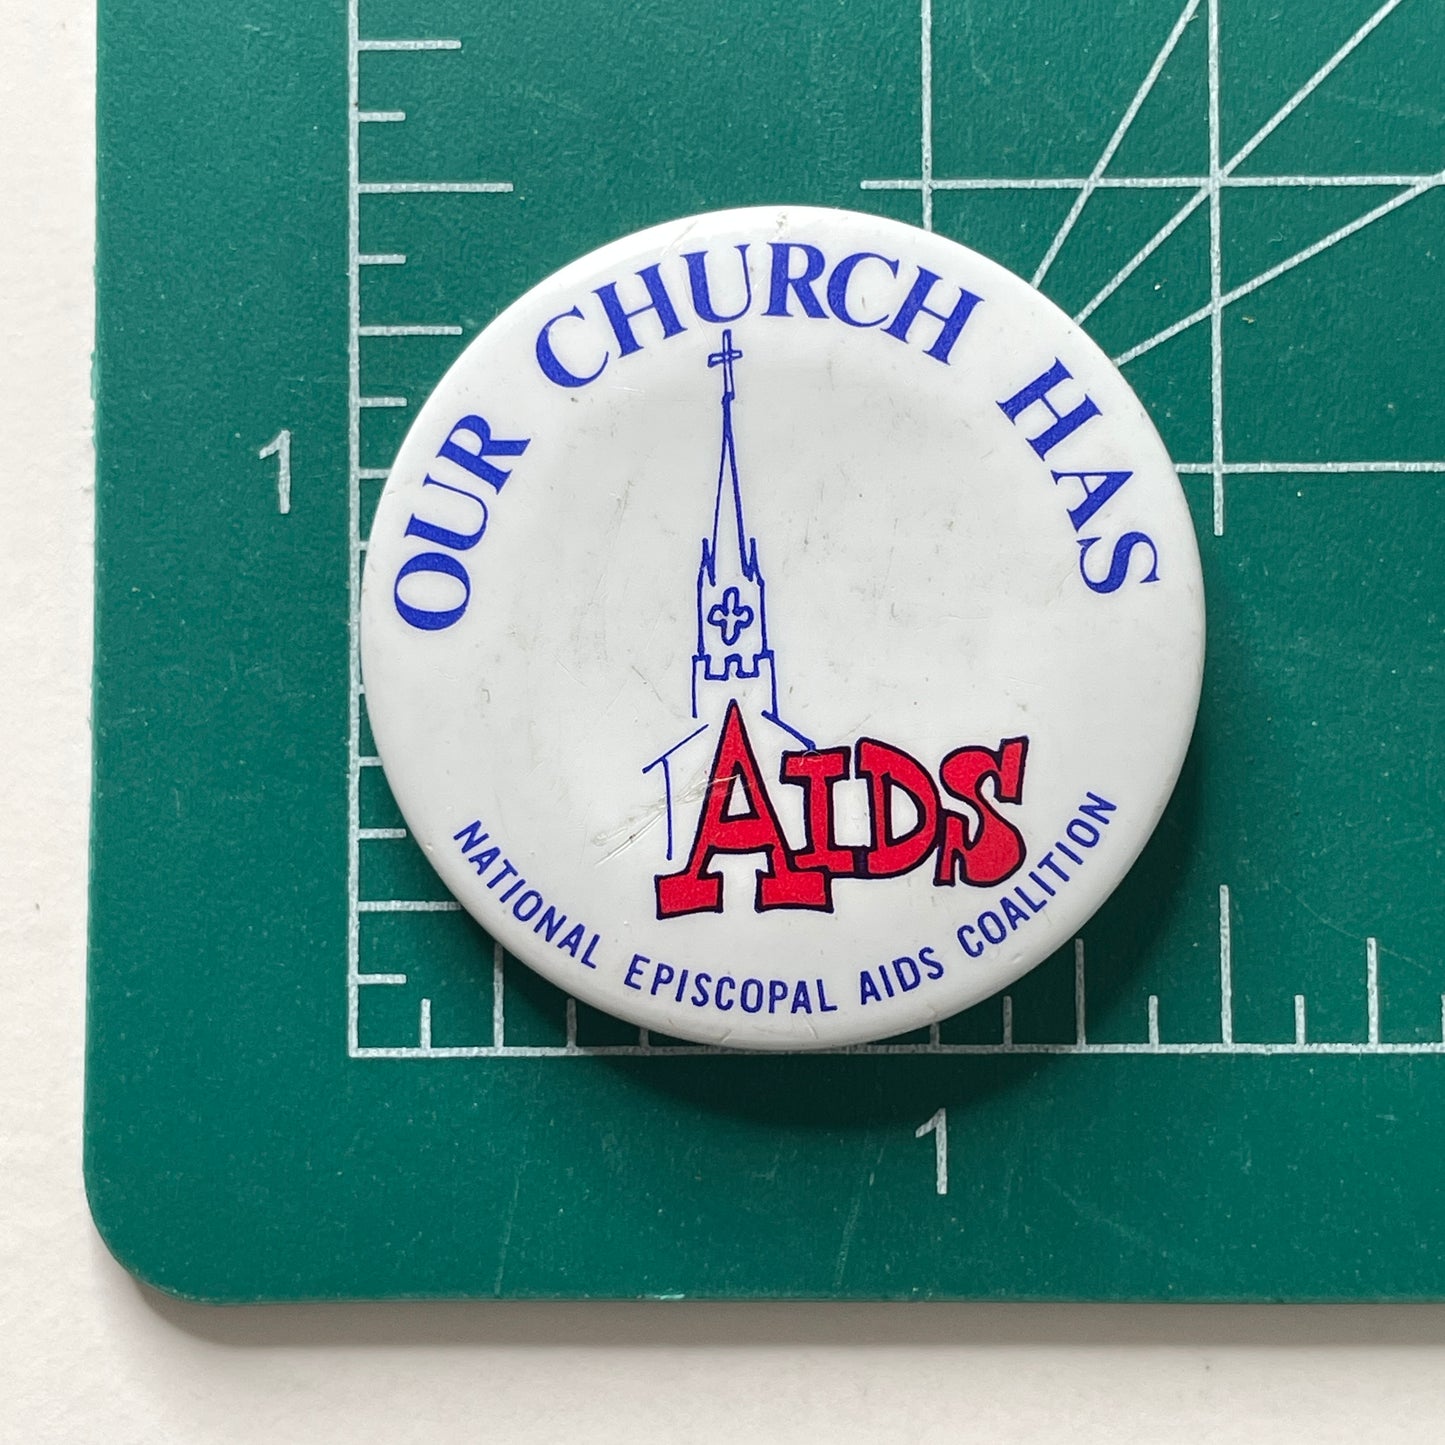 OUR CHURCH HAS
AIDS
NATIONAL EPISCOPAL AIDS COALITION
1
1